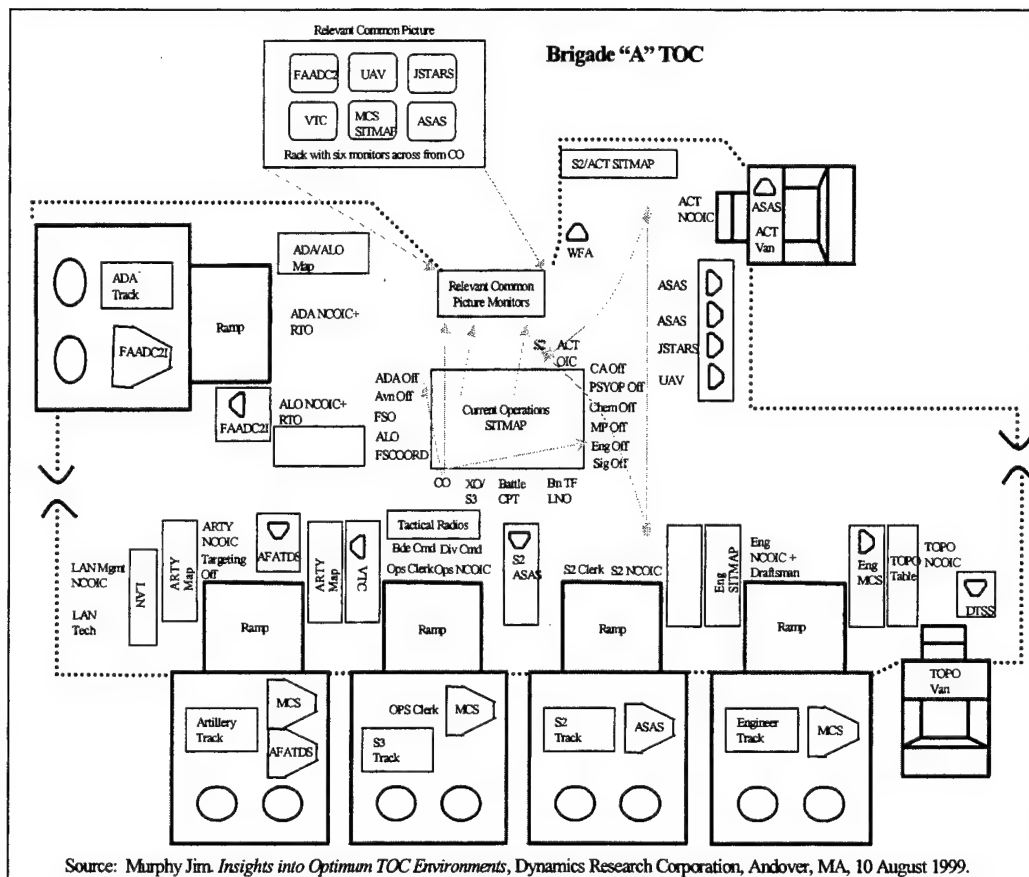 Relevant Common Picture
Brigade "A" TOC
FAADC2
UAV
JSTARS
VTC
MCS
SITMAP
ASAS
Rack with six monitors across from CO
S2/ACT SITMAP
ACT
NCOIC
ASAS
ACT
Van
WFA
ADA/ALO
Map
ADA
Track
Relevant Common
Picture Monitors
ASAS
ASAS
JSTARS
UAV
ADA NCOIC+
RTO
Ramp
FAADC2I
S2
ACT
OIC
CA Off
PSYOP Off
Chem Off
MP Off
Eng Off
Sig Off
ADA Off
Avn Off
FSO
ALO
FSCOORD
Current Operations
SITMAP
ALO NCOIC+
RTO
FAADC2I
CO
XO/
S3
Battle
CPT
Bn TF
LNO
Tactical Radios
Bde Cmd Div Cmd
Ops Clerk Ops NCOIC
LAN Mgmt
NCOIC
LAN
Tech
LAN
ARTY
Map
ARTY
NCOIC
Targeting
Off
AFATDS
ARTY
Map
VTC
S2
ASAS
S2 Clerk S2 NCOIC
Eng
SITMAP
Eng
NCOIC +
Draftsman
Eng
MCS
TOPO
Table
TOPO
NCOIC
DTSS
Ramp
Ramp
Ramp
Ramp
TOPO
Van
Artillery
Track
MCS
AFATDS
OPS Clerk
MCS
S3
Track
S2
Track
ASAS
Engineer
Track
MCS
Source: Murphy Jim. Insights into Optimum TOC Environments, Dynamics Research Corporation, Andover, MA, 10 August 1999.